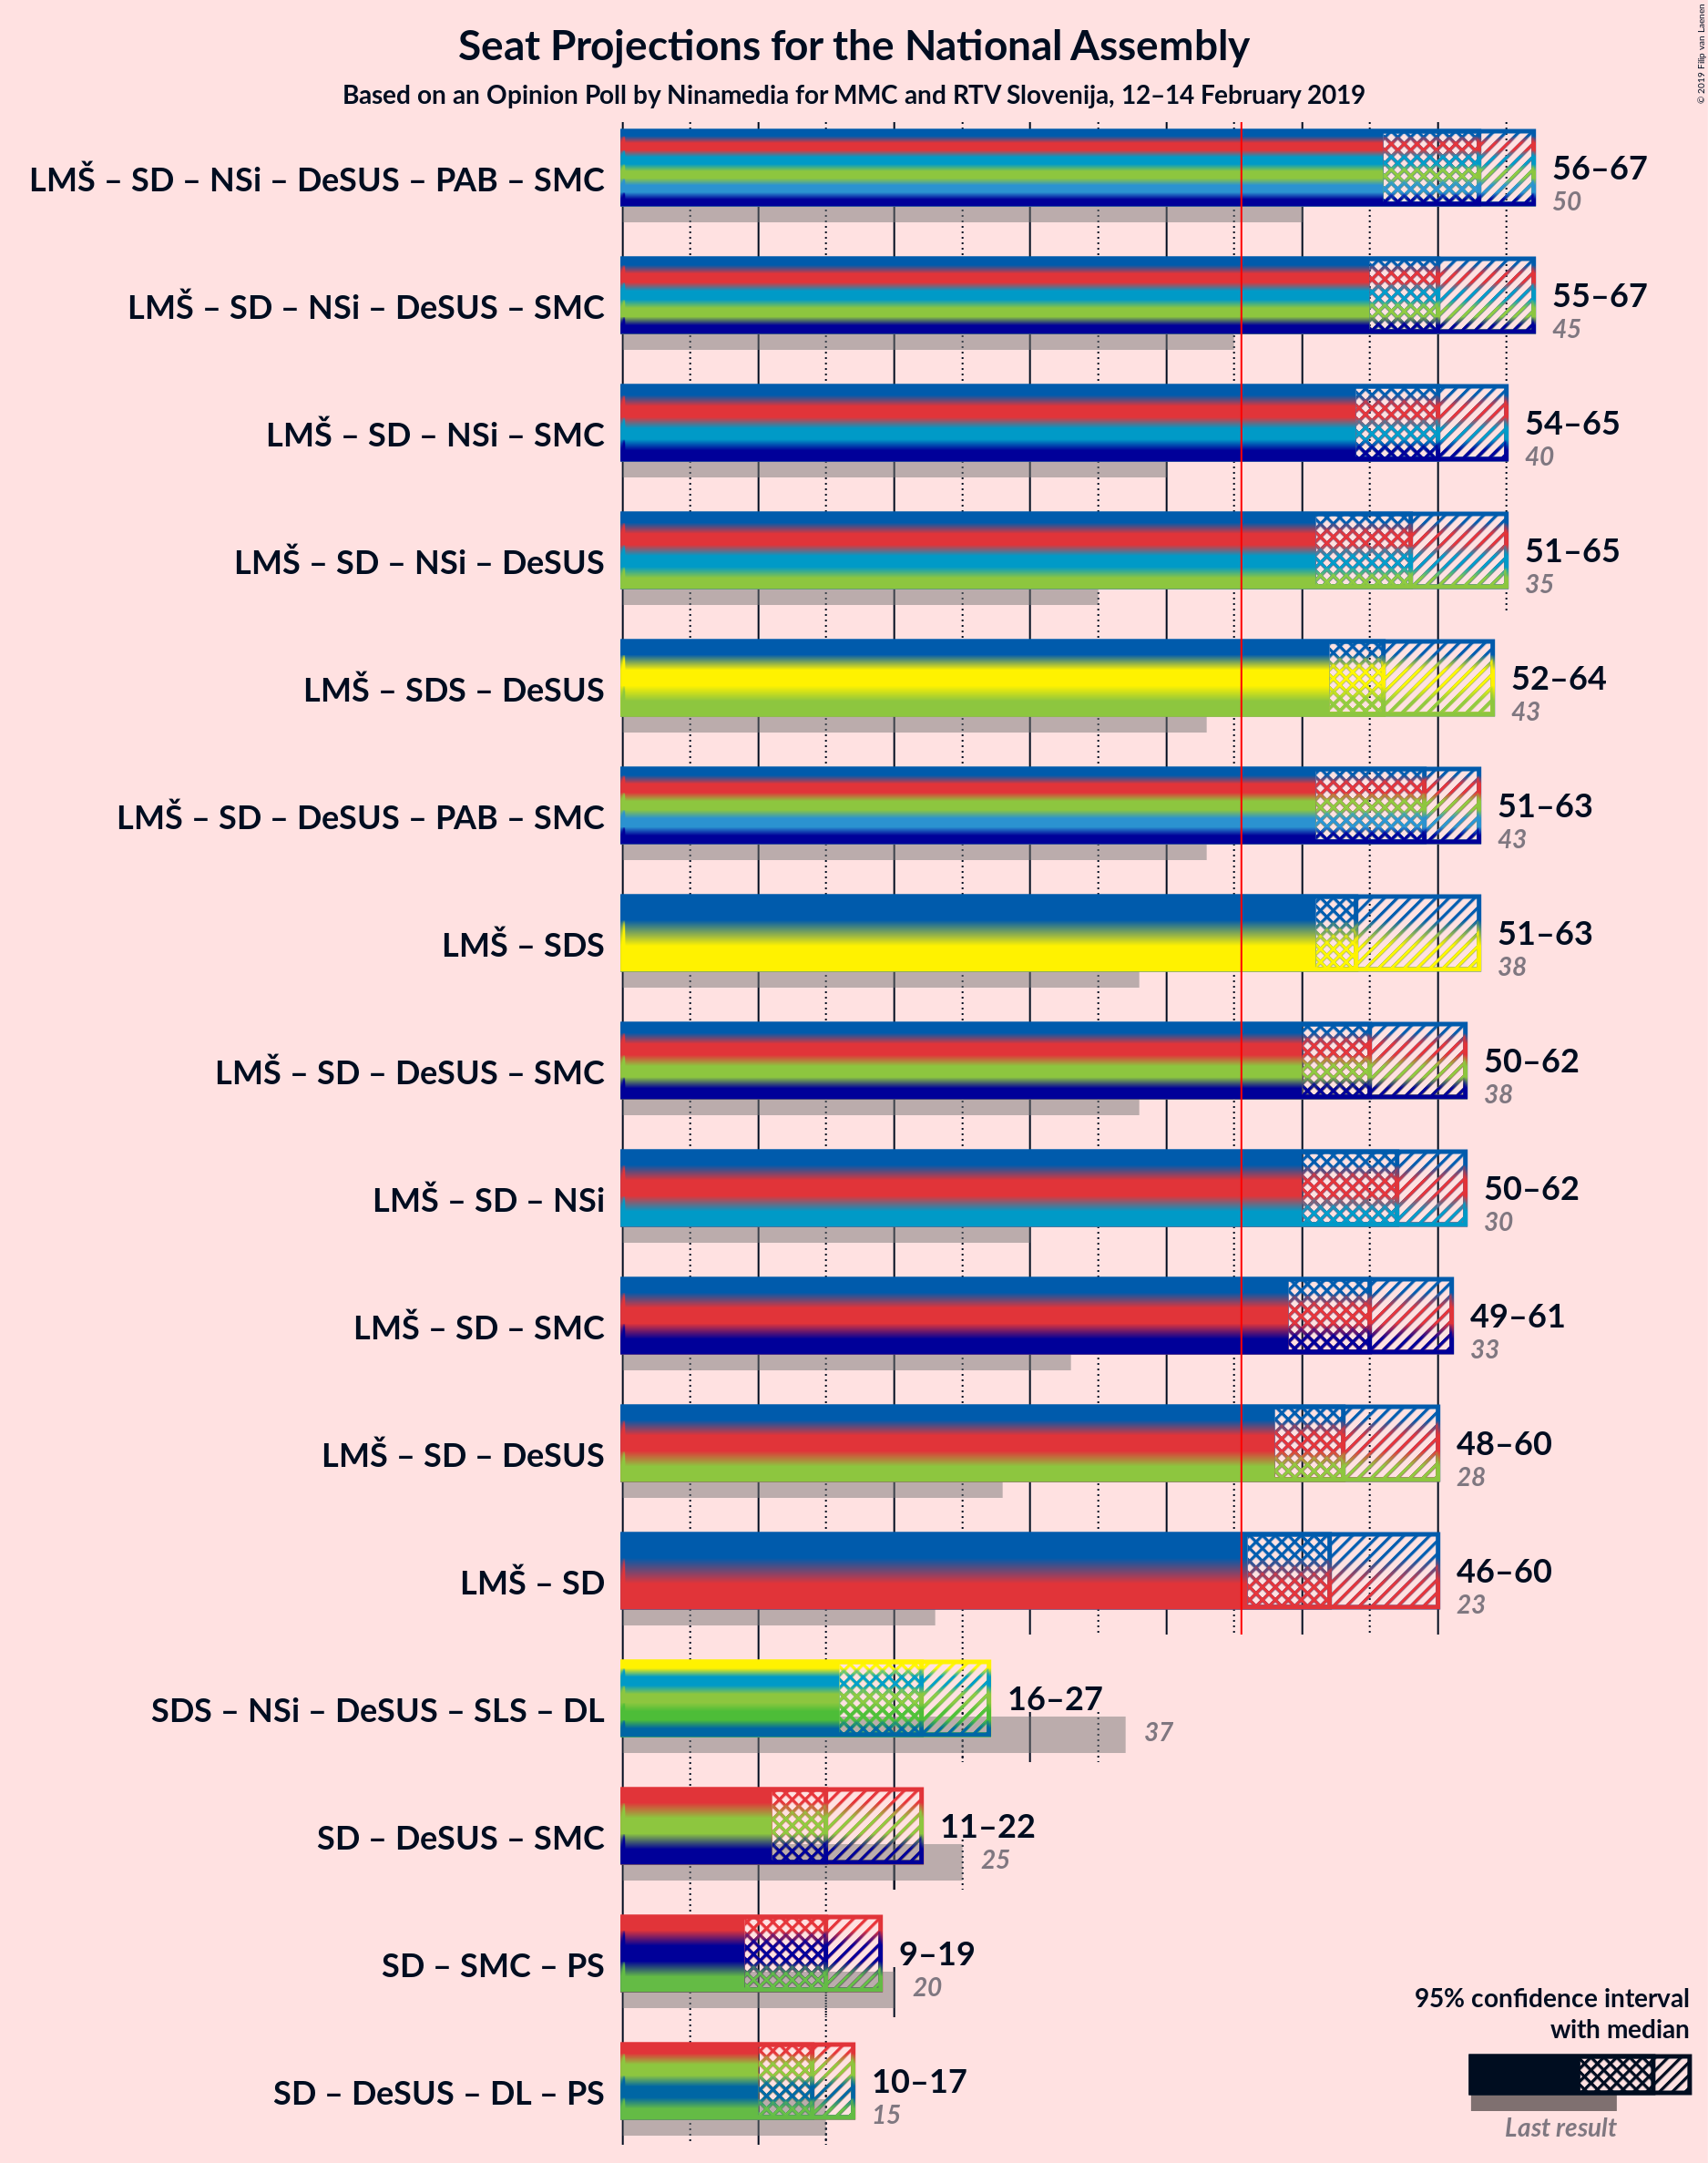 Seat Projections for the National Assembly
Based on an Opinion Poll by Ninamedia for MMC and RTV Slovenija, 12–14 February 2019
© 2019 Filip van Laenen
LMŠ – SD – NSi – DeSUS – PAB – SMC
56–67
50
LMŠ – SD – NSi – DeSUS – SMC
55–67
45
LMŠ – SD – NSi – SMC
54–65
40
LMŠ – SD – NSi – DeSUS
51–65
35
LMŠ – SDS – DeSUS
52–64
43
LMŠ – SD – DeSUS – PAB – SMC
51–63
43
LMŠ – SDS
51–63
38
LMŠ – SD – DeSUS – SMC
50–62
38
LMŠ – SD – NSi
50–62
30
LMŠ – SD – SMC
49–61
33
LMŠ – SD – DeSUS
48–60
28
LMŠ – SD
46–60
23
SDS – NSi – DeSUS – SLS – DL
16–27
37
SD – DeSUS – SMC
11–22
25
SD – SMC – PS
9–19
20
SD – DeSUS – DL – PS
10–17
15
95% confidence interval
with median
Last result